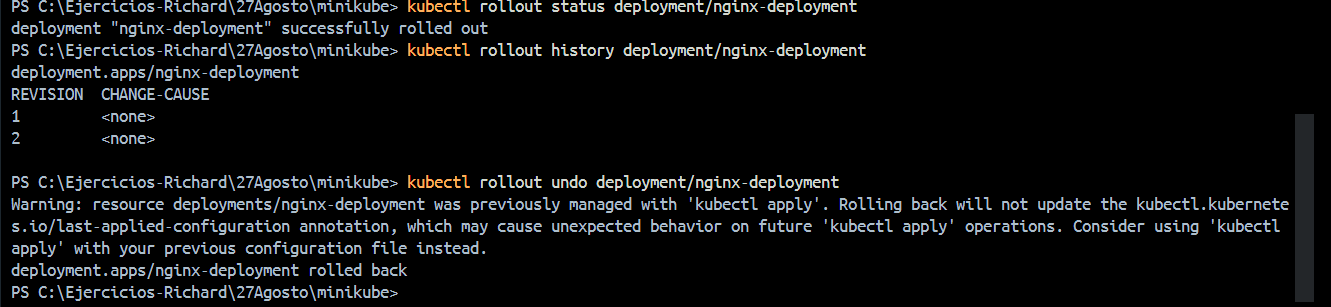 PS C:\Ejercicios-Richard\27Agosto\minikube> kubectl rollout status deployment/nginx-deployment
deployment "nginx-deployment" successfully rolled out
PS C:\Ejercicios-Richard\27Agosto\minikube> kubectl rollout history deployment/nginx-deployment
deployment.apps/nginx-deployment
REVISION  CHANGE-CAUSE
1         <none>
2         <none>
PS C:\Ejercicios-Richard\27Agosto\minikube> kubectl rollout undo deployment/nginx-deployment
Warning: resource deployments/nginx-deployment was previously managed with 'kubectl apply'. Rolling back will not update the kubectl.kubernete
s.io/last-applied-configuration annotation, which may cause unexpected behavior on future 'kubectl apply' operations. Consider using 'kubectl
apply' with your previous configuration file instead.
deployment.apps/nginx-deployment rolled back
PS C:\Ejercicios-Richard\27Agosto\minikube>